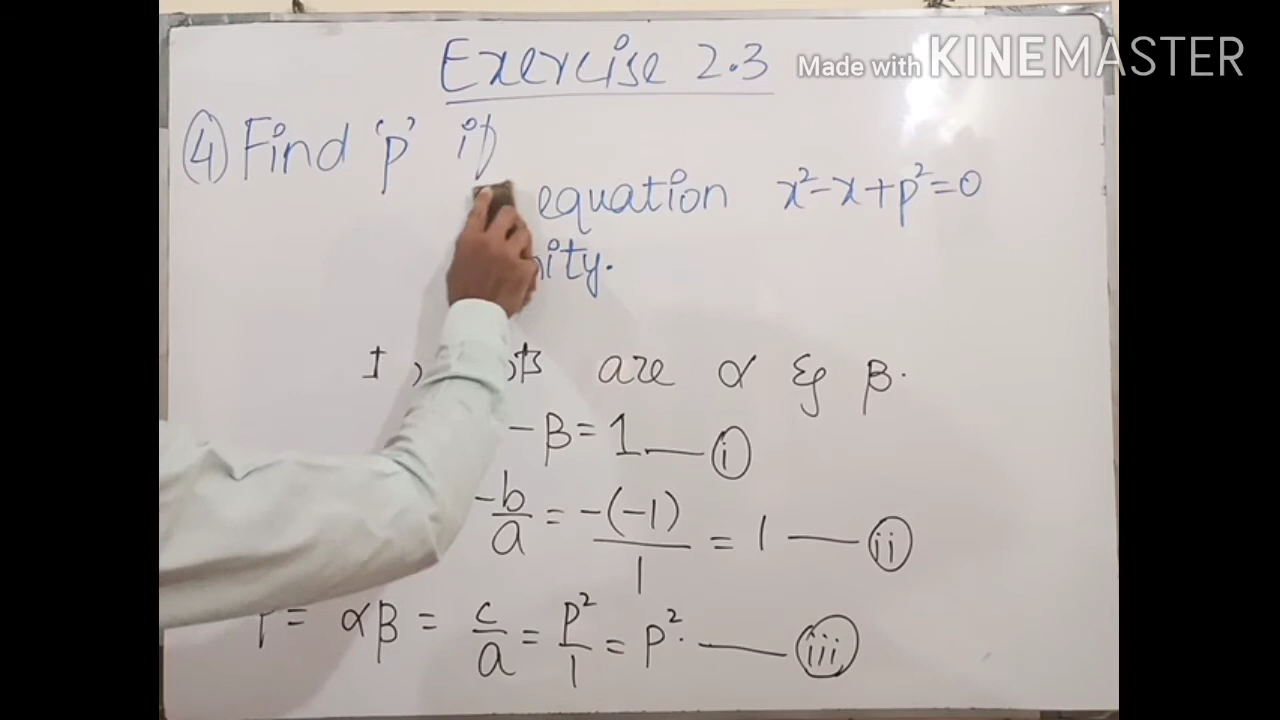 Exercise 2.3
Made with KINEMASTER
(4) Find 'p' if
equation x²-x+p²=0
are α & β.
-β=1 — (i)
-b/a = -(-1)/1 = 1 — (ii)
= αβ = c/a = p²/1 = p². — (iii)